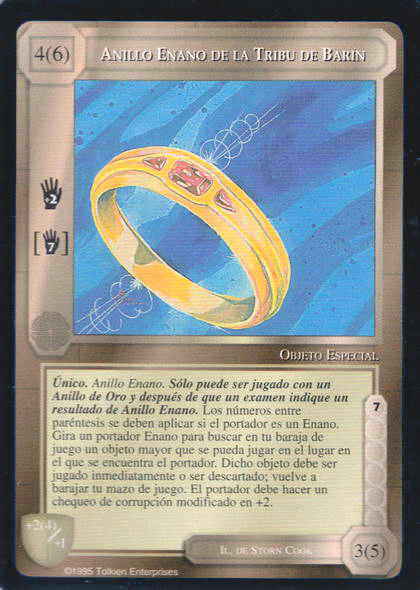 4(6)
Anillo Enano de la Tribu de Barin
+2
[7]
Objeto Especial
Único. Anillo Enano. Sólo puede ser jugado con un
Anillo de Oro y después de que un examen indique un
resultado de Anillo Enano. Los números entre
paréntesis se deben aplicar si el portador es un Enano.
Gira un portador Enano para buscar en tu baraja de
juego un objeto mayor que se pueda jugar en el lugar en
el que se encuentra el portador. Dicho objeto debe ser
jugado inmediatamente o ser descartado; vuelve a
barajar tu mazo de juego. El portador debe hacer un
chequeo de corrupción modificado en +2.
7
+2(4)/+1
Il. de Storn Cook
3(5)
©1995 Tolkien Enterprises